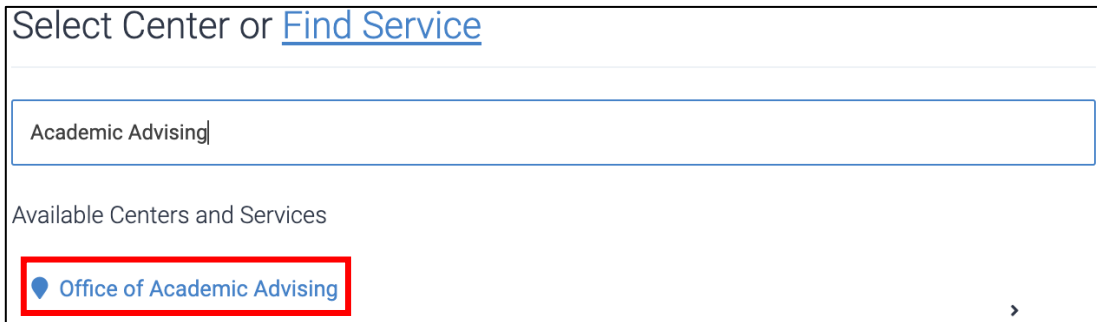 Select Center or Find Service
Academic Advising
Available Centers and Services
Office of Academic Advising